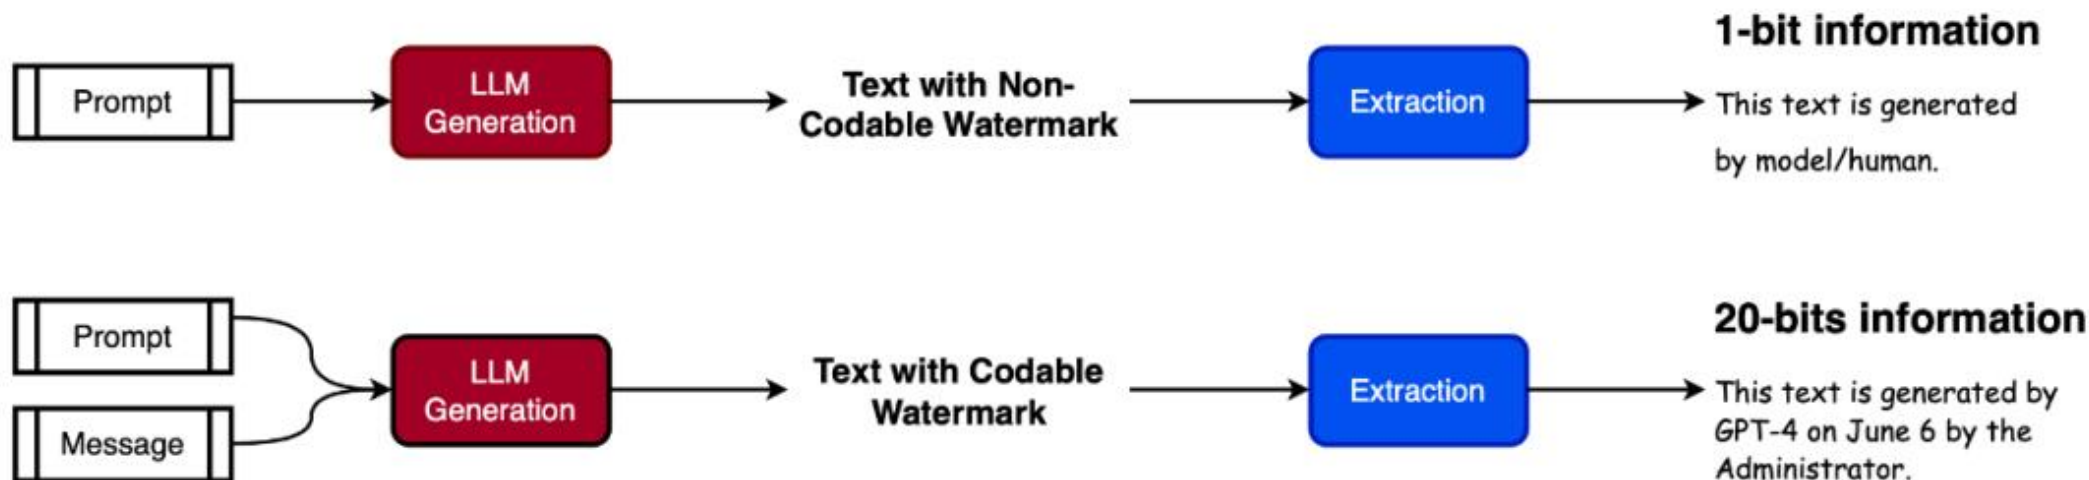 Prompt
LLM
Generation
Text with Non-
Codable Watermark
Extraction
1-bit information
This text is generated
by model/human.
Prompt
Message
LLM
Generation
Text with Codable
Watermark
Extraction
20-bits information
This text is generated by
GPT-4 on June 6 by the
Administrator.